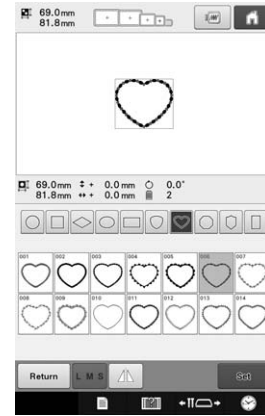 69.0mm
81.8mm
69.0mm + 0.0mm 0.0°
81.8mm + 0.0mm 2
001 002 003 004 005 006 007
008 009 010 011 012 013 014
Return L M S Set